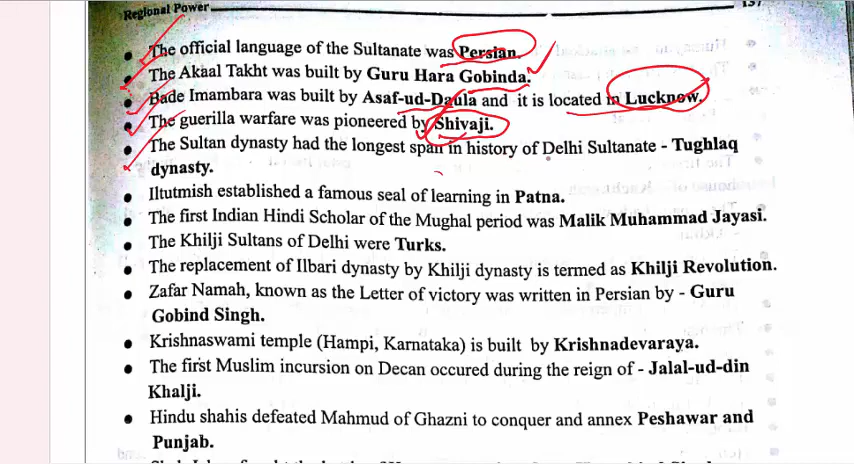 Regional Power
137
• The official language of the Sultanate was Persian.
• The Akaal Takht was built by Guru Hara Gobinda.
• Bade Imambara was built by Asaf-ud-Daula and it is located in Lucknow.
• The guerilla warfare was pioneered by Shivaji.
• The Sultan dynasty had the longest span in history of Delhi Sultanate - Tughlaq
dynasty.
• Iltutmish established a famous seal of learning in Patna.
• The first Indian Hindi Scholar of the Mughal period was Malik Muhammad Jayasi.
• The Khilji Sultans of Delhi were Turks.
• The replacement of Ilbari dynasty by Khilji dynasty is termed as Khilji Revolution.
• Zafar Namah, known as the Letter of victory was written in Persian by - Guru
Gobind Singh.
• Krishnaswami temple (Hampi, Karnataka) is built by Krishnadevaraya.
• The first Muslim incursion on Decan occured during the reign of - Jalal-ud-din
Khalji.
• Hindu shahis defeated Mahmud of Ghazni to conquer and annex Peshawar and
Punjab.